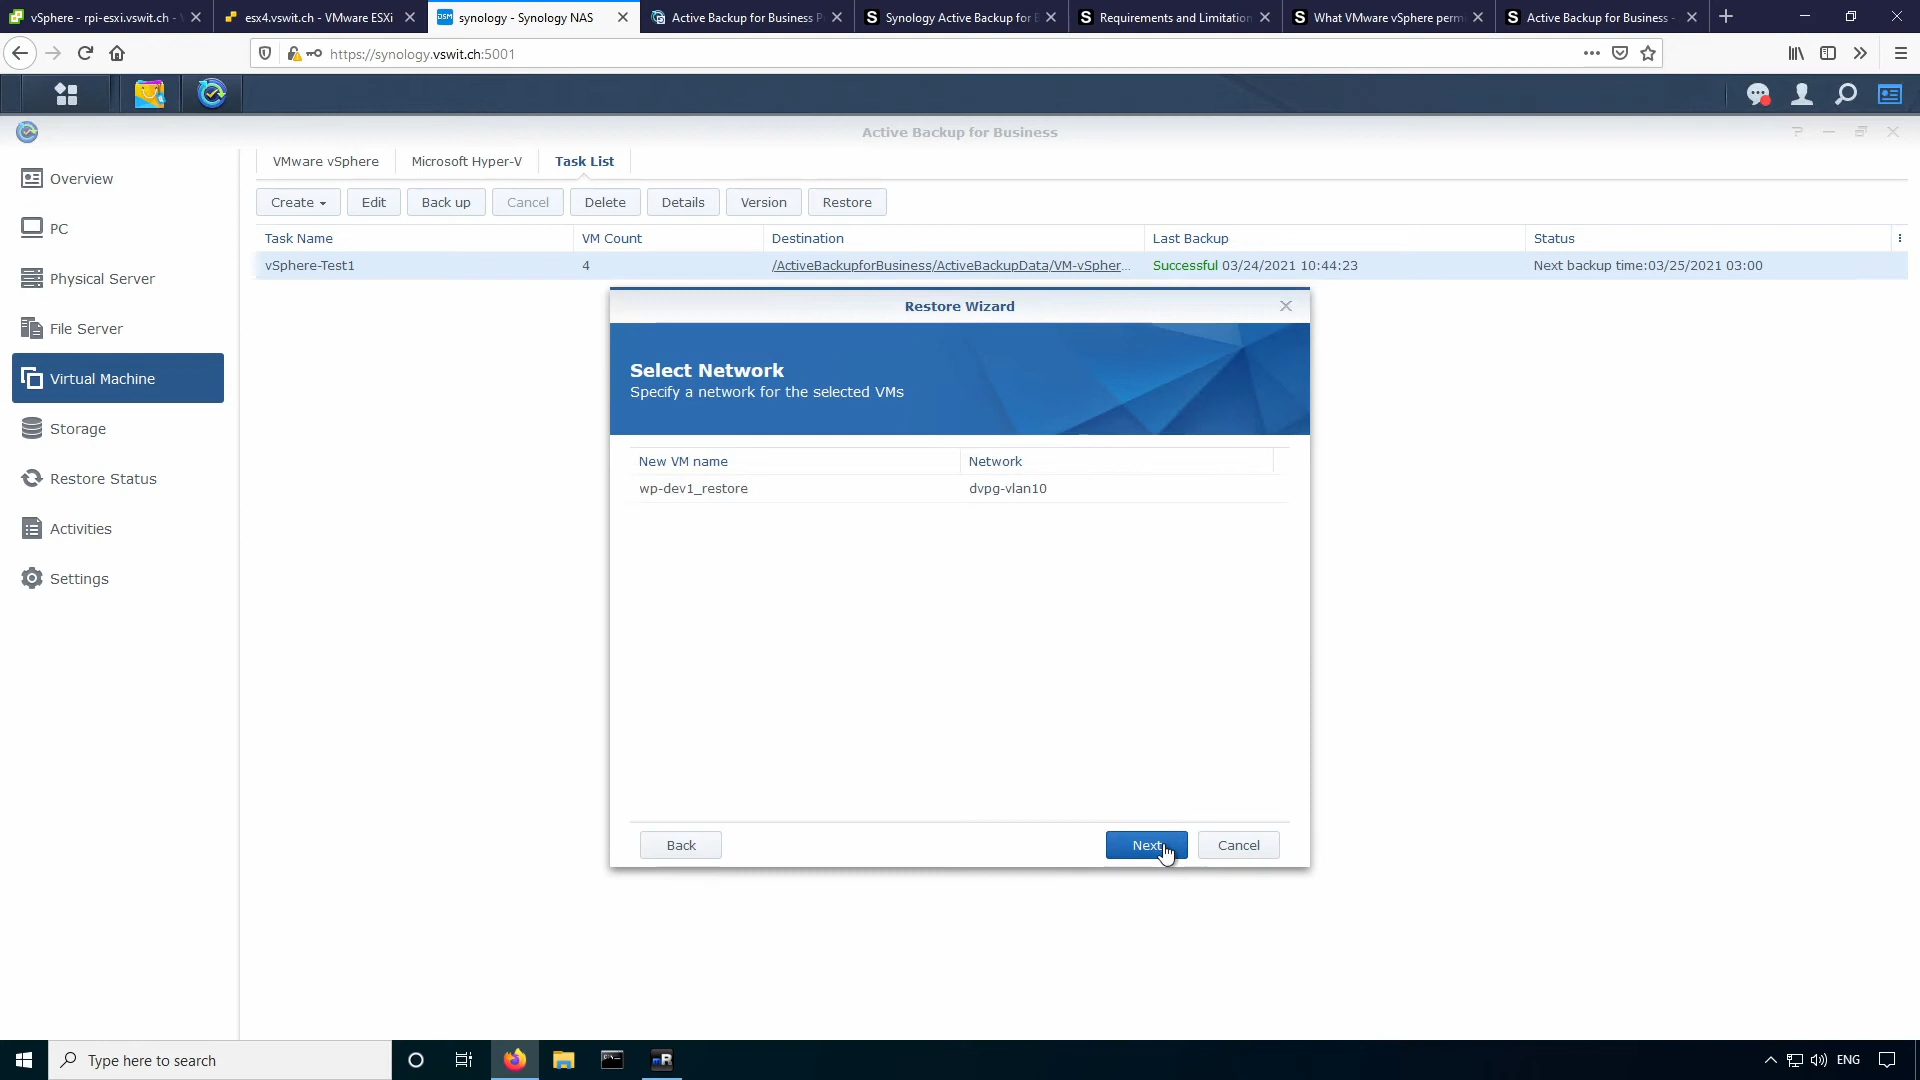 vSphere - rpi-esxi.vswit.ch -
esx4.vswit.ch - VMware ESXi
DSM
synology - Synology NAS
Active Backup for Business P
S
Synology Active Backup for
S
Requirements and Limitation
S
What VMware vSphere perm
S
Active Backup for Business -
https://synology.vswit.ch:5001
Active Backup for Business
Overview
PC
Physical Server
File Server
Virtual Machine
Storage
Restore Status
Activities
Settings
VMware vSphere
Microsoft Hyper-V
Task List
Create
Edit
Back up
Cancel
Delete
Details
Version
Restore
Task Name
VM Count
Destination
Last Backup
Status
vSphere-Test1
4
/ActiveBackupforBusiness/ActiveBackupData/VM-vSpher...
Successful 03/24/2021 10:44:23
Next backup time:03/25/2021 03:00
Restore Wizard
Select Network
Specify a network for the selected VMs
New VM name
Network
wp-dev1_restore
dvpg-vlan10
Back
Next
Cancel
Type here to search
ENG